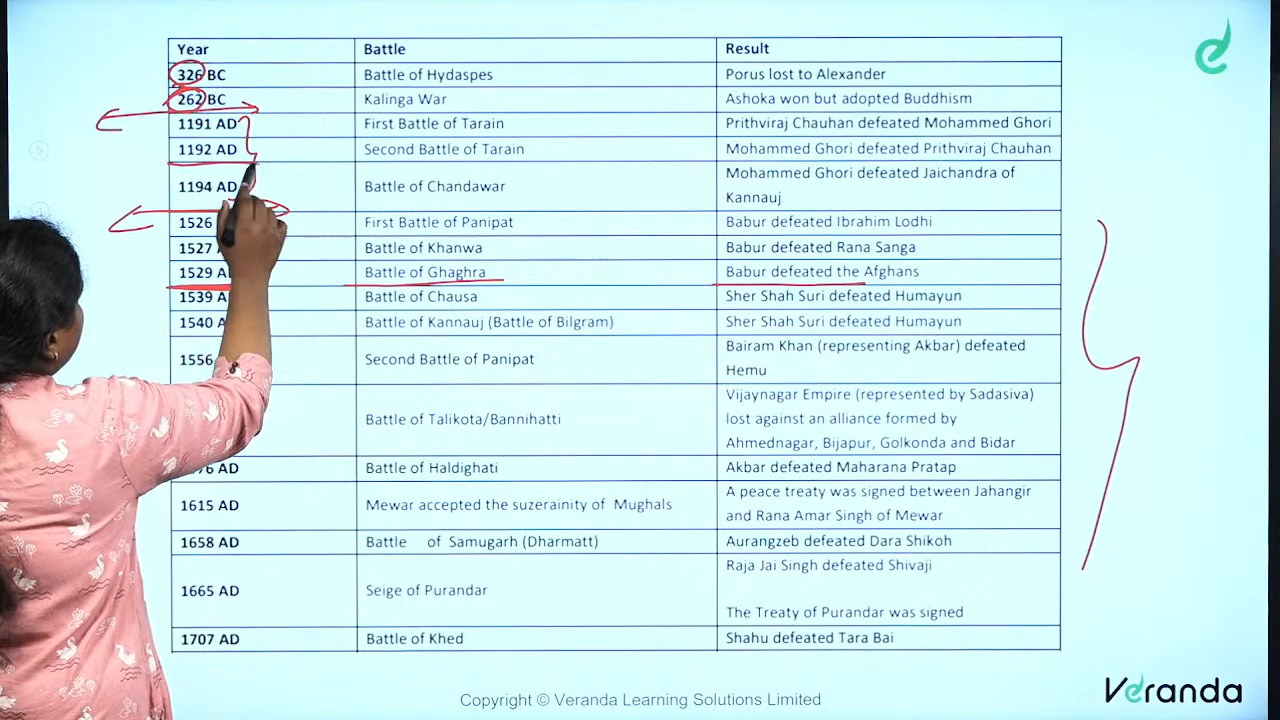 Year Battle Result
326 BC Battle of Hydaspes Porus lost to Alexander
262 BC Kalinga War Ashoka won but adopted Buddhism
1191 AD First Battle of Tarain Prithviraj Chauhan defeated Mohammed Ghori
1192 AD Second Battle of Tarain Mohammed Ghori defeated Prithviraj Chauhan
1194 AD Battle of Chandawar Mohammed Ghori defeated Jaichandra of
Kannauj
1526 First Battle of Panipat Babur defeated Ibrahim Lodhi
1527 Battle of Khanwa Babur defeated Rana Sanga
1529 Battle of Ghaghra Babur defeated the Afghans
1539 Battle of Chausa Sher Shah Suri defeated Humayun
1540 Battle of Kannauj (Battle of Bilgram) Sher Shah Suri defeated Humayun
1556 Second Battle of Panipat Bairam Khan (representing Akbar) defeated
Hemu
Battle of Talikota/Bannihatti Vijaynagar Empire (represented by Sadasiva)
lost against an alliance formed by
Ahmednagar, Bijapur, Golkonda and Bidar
AD Battle of Haldighati Akbar defeated Maharana Pratap
1615 AD Mewar accepted the suzerainity of Mughals A peace treaty was signed between Jahangir
and Rana Amar Singh of Mewar
1658 AD Battle of Samugarh (Dharmatt) Aurangzeb defeated Dara Shikoh
1665 AD Seige of Purandar Raja Jai Singh defeated Shivaji
The Treaty of Purandar was signed
1707 AD Battle of Khed Shahu defeated Tara Bai
Copyright © Veranda Learning Solutions Limited
Veranda